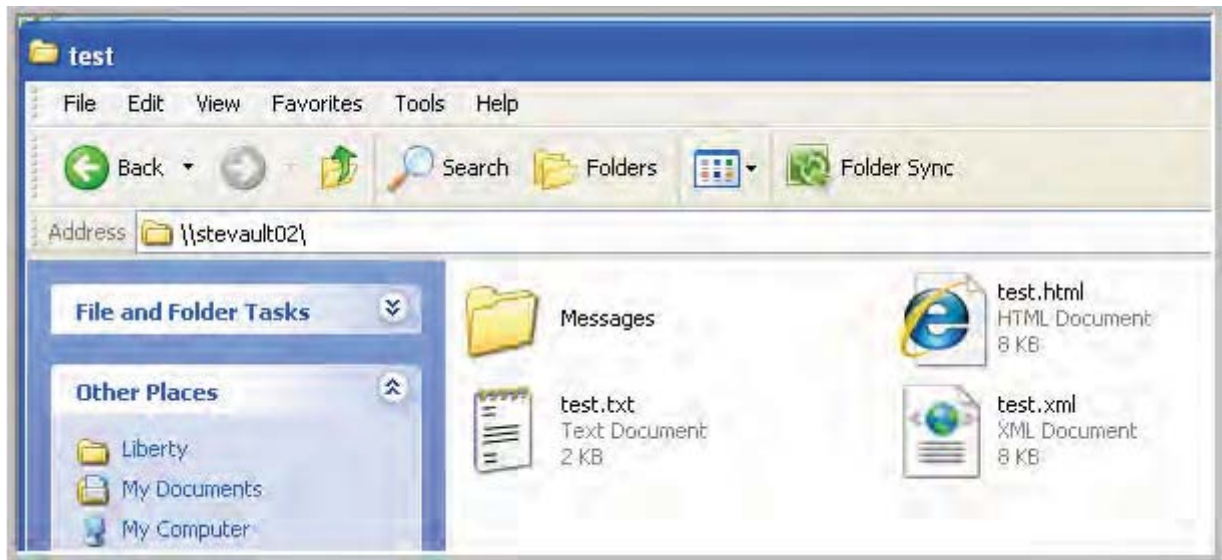 test
File Edit View Favorites Tools Help
Back Search Folders Folder Sync
Address \\stevault02\
File and Folder Tasks
Other Places
Liberty
My Documents
My Computer
Messages
test.html
HTML Document
8 KB
test.txt
Text Document
2 KB
test.xml
XML Document
8 KB